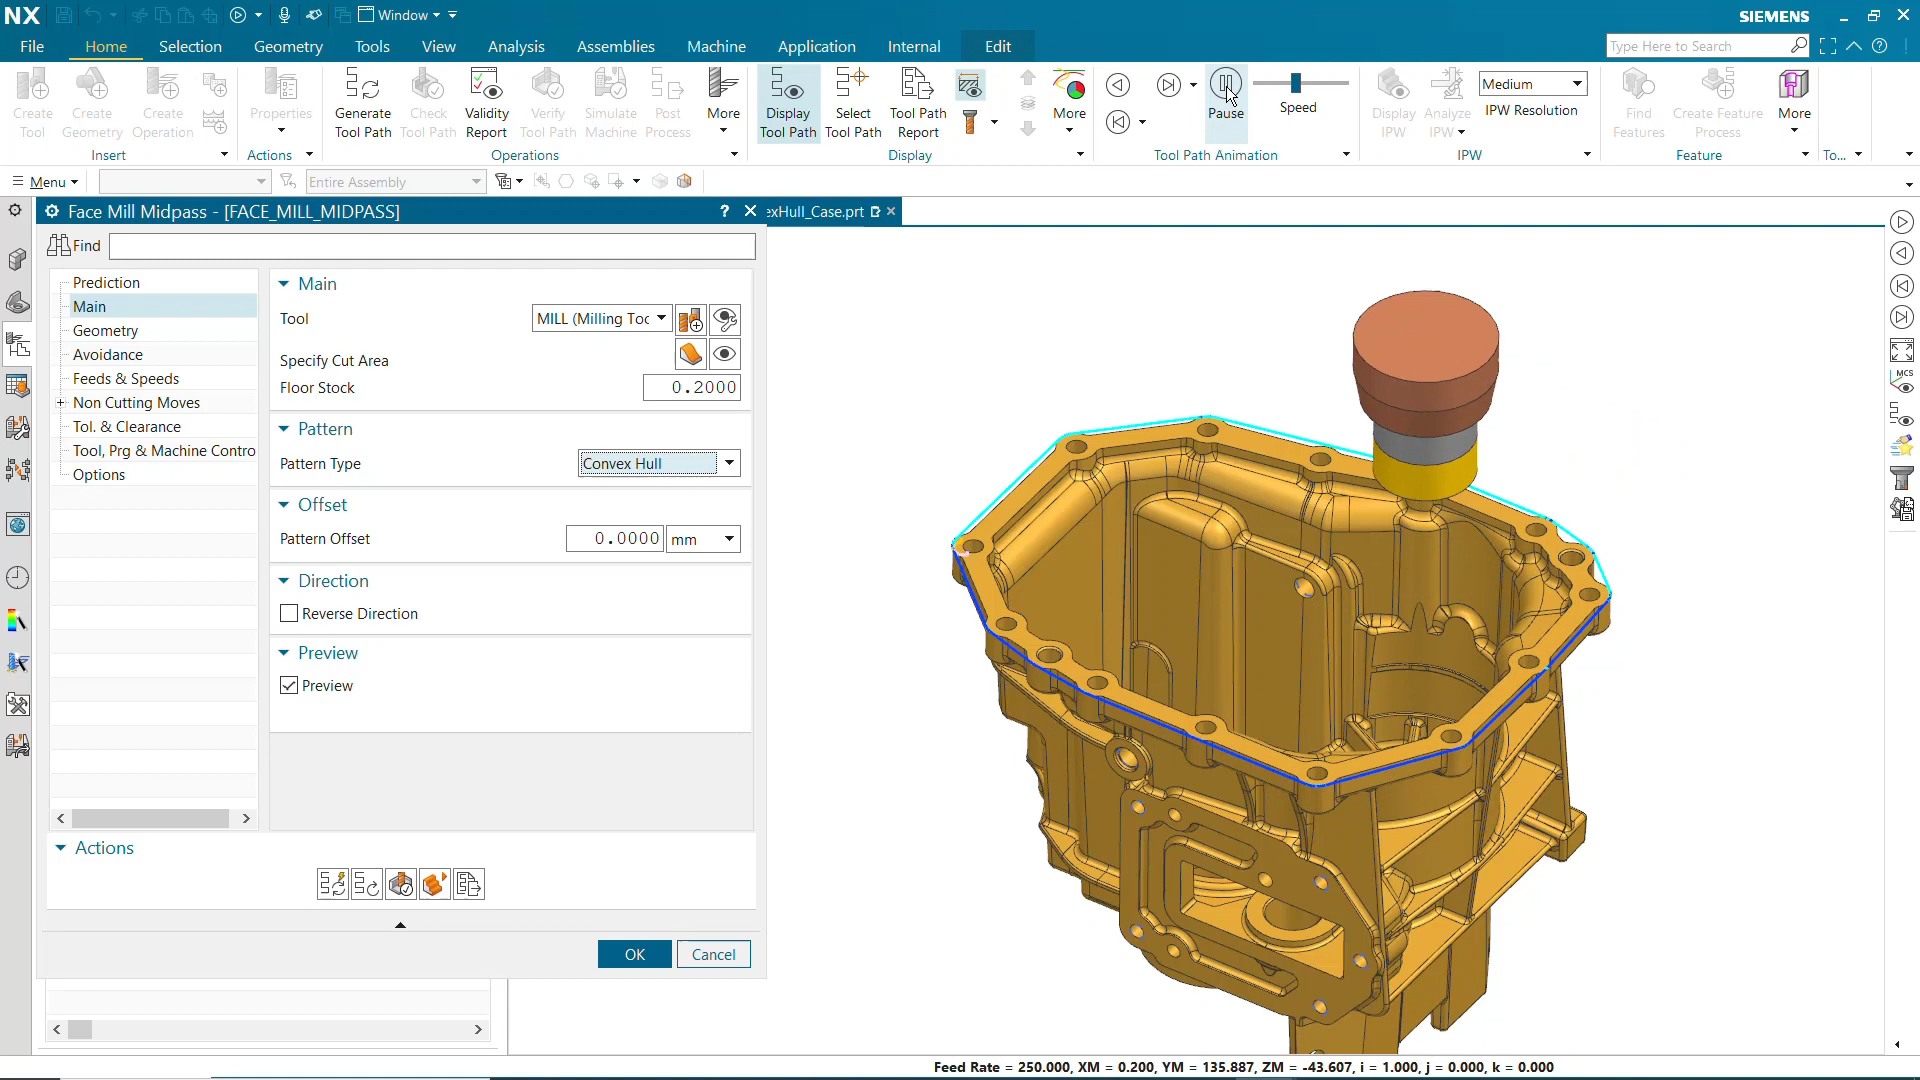 NX
Window
SIEMENS
File Home Selection Geometry Tools View Analysis Assemblies Machine Application Internal Edit
Type Here to Search
Create Tool
Create Geometry
Create Operation
Insert
Properties
Actions
Generate Tool Path
Check Tool Path
Validity Report
Verify Tool Path
Simulate Machine
Post Process
More
Operations
Display Tool Path
Select Tool Path
Tool Path Report
More
Display
Pause
Speed
Tool Path Animation
Display IPW
Analyze IPW
Medium
IPW Resolution
IPW
Find Features
Create Feature Process
More
Feature
To...
Menu
Entire Assembly
Face Mill Midpass - [FACE_MILL_MIDPASS]
? 
exHull_Case.prt
Find
Prediction
Main
Geometry
Avoidance
Feeds & Speeds
Non Cutting Moves
Tol. & Clearance
Tool, Prg & Machine Contro
Options
Main
Tool MILL (Milling Toc
Specify Cut Area
Floor Stock 0.2000
Pattern
Pattern Type Convex Hull
Offset
Pattern Offset 0.0000 mm
Direction
Reverse Direction
Preview
Preview
Actions
OK Cancel
MCS
Feed Rate = 250.000, XM = 0.200, YM = 135.887, ZM = -43.607, i = 1.000, j = 0.000, k = 0.000